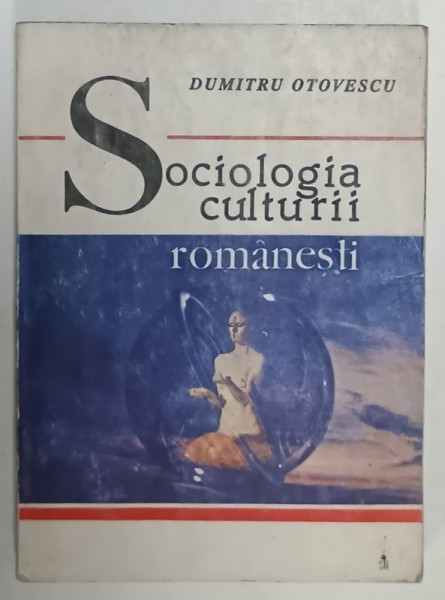 DUMITRU OTOVESCU
Sociologia
culturii
românești